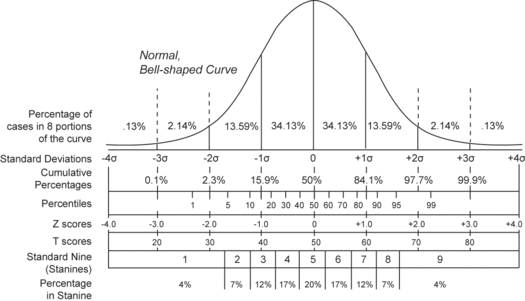 Normal,
Bell-shaped Curve
Percentage of
cases in 8 portions
of the curve
.13% 2.14% 13.59% 34.13% 34.13% 13.59% 2.14% .13%
Standard Deviations -4σ -3σ -2σ -1σ 0 +1σ +2σ +3σ +4σ
Cumulative
Percentages 0.1% 2.3% 15.9% 50% 84.1% 97.7% 99.9%
Percentiles 1 5 10 20 30 40 50 60 70 80 90 95 99
Z scores -4.0 -3.0 -2.0 -1.0 0 +1.0 +2.0 +3.0 +4.0
T scores 20 30 40 50 60 70 80
Standard Nine
(Stanines) 1 2 3 4 5 6 7 8 9
Percentage
in Stanine 4% 7% 12% 17% 20% 17% 12% 7% 4%